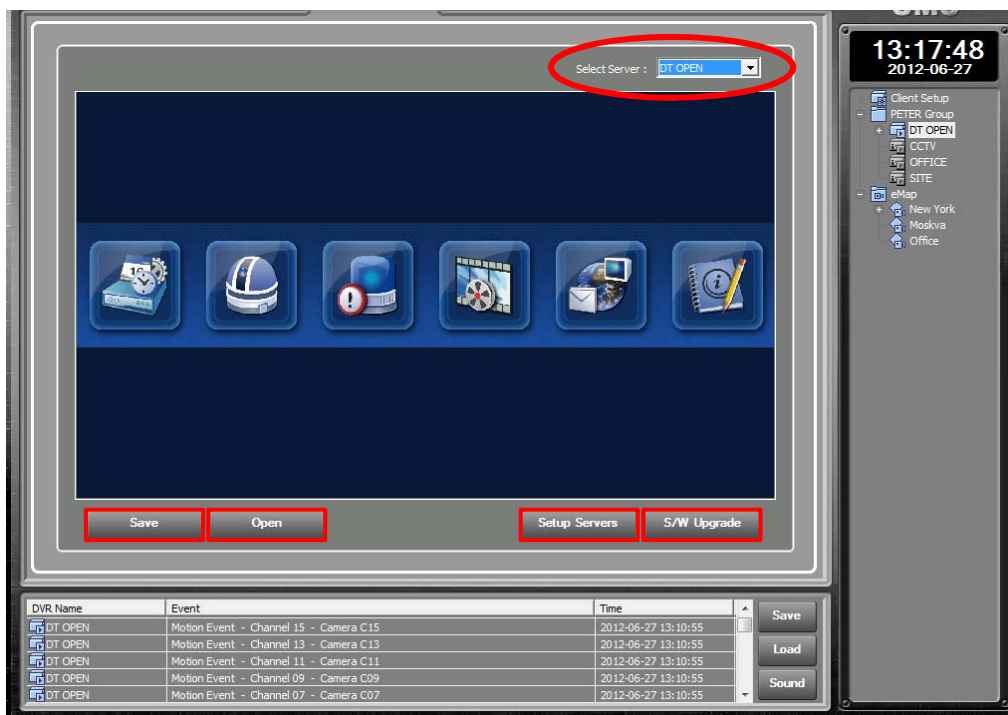 Select Server : DT OPEN
13:17:48
2012-06-27
Client Setup
PETER Group
DT OPEN
CCTV
OFFICE
SITE
eMap
New York
Moskva
Office
Save
Open
Setup Servers
S/W Upgrade
DVR Name Event Time
DT OPEN Motion Event - Channel 15 - Camera C15 2012-06-27 13:10:55
DT OPEN Motion Event - Channel 13 - Camera C13 2012-06-27 13:10:55
DT OPEN Motion Event - Channel 11 - Camera C11 2012-06-27 13:10:55
DT OPEN Motion Event - Channel 09 - Camera C09 2012-06-27 13:10:55
DT OPEN Motion Event - Channel 07 - Camera C07 2012-06-27 13:10:55
Save
Load
Sound